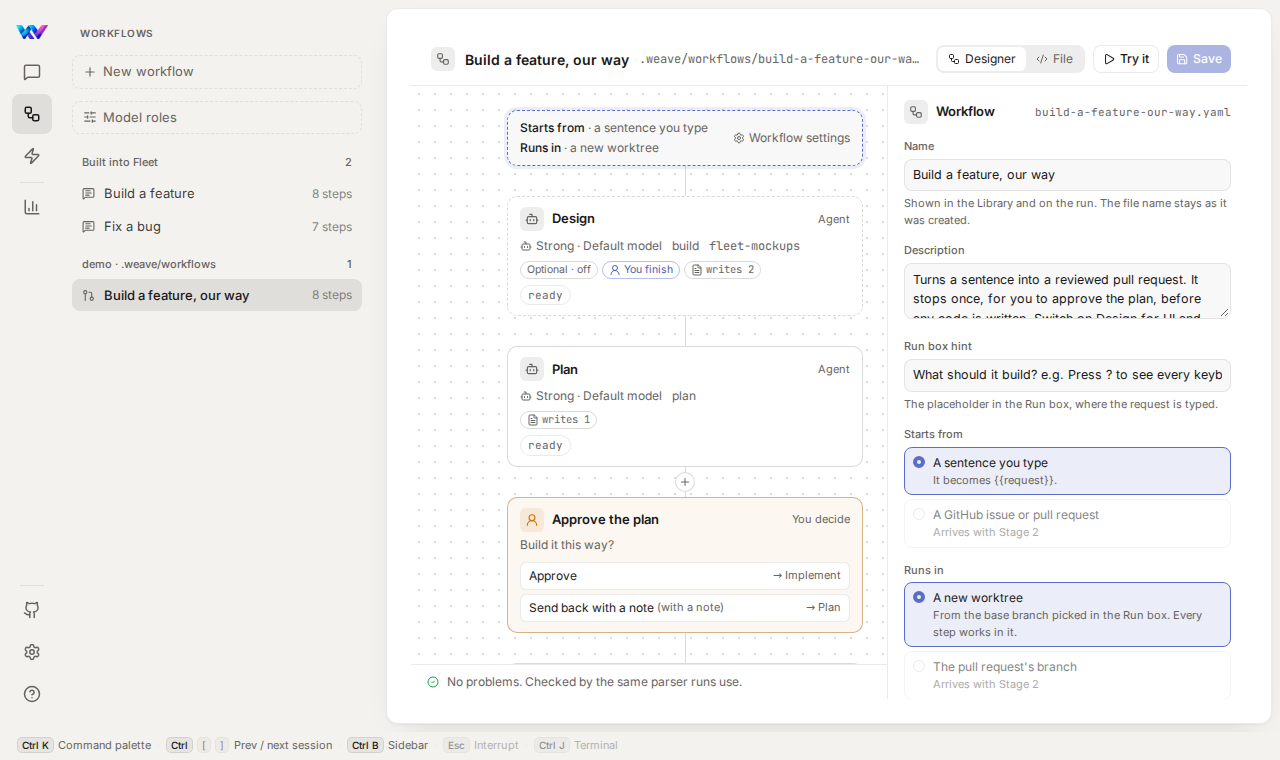 WORKFLOWS
New workflow
Model roles
Built into Fleet 2
Build a feature 8 steps
Fix a bug 7 steps
demo · .weave/workflows 1
Build a feature, our way 8 steps
Build a feature, our way .weave/workflows/build-a-feature-our-wa…
Designer File Try it Save
Starts from · a sentence you type
Runs in · a new worktree
Workflow settings
Design Agent
Strong · Default model build fleet-mockups
Optional · off You finish writes 2
ready
Plan Agent
Strong · Default model plan
writes 1
ready
Approve the plan You decide
Build it this way?
Approve → Implement
Send back with a note (with a note) → Plan
No problems. Checked by the same parser runs use.
Workflow build-a-feature-our-way.yaml
Name
Build a feature, our way
Shown in the Library and on the run. The file name stays as it
was created.
Description
Turns a sentence into a reviewed pull request. It
stops once, for you to approve the plan, before
any code is written. Switch on Design for UI and
Run box hint
What should it build? e.g. Press ? to see every keyb
The placeholder in the Run box, where the request is typed.
Starts from
A sentence you type
It becomes {{request}}.
A GitHub issue or pull request
Arrives with Stage 2
Runs in
A new worktree
From the base branch picked in the Run box. Every
step works in it.
The pull request's branch
Arrives with Stage 2
Ctrl K Command palette Ctrl [ ] Prev / next session Ctrl B Sidebar Esc Interrupt Ctrl J Terminal